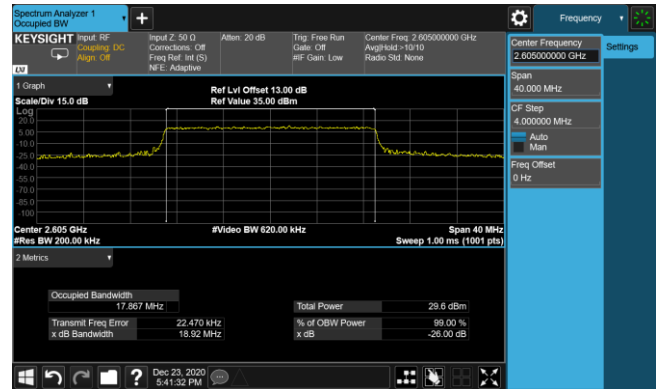 Spectrum Analyzer 1
Occupied BW
Frequency
KEYSIGHT
Input: RF
Coupling: DC
Align: Off
Input Z: 50 Ω
Corrections: Off
Freq Ref: Int (S)
NFE: Adaptive
Atten: 20 dB
Trig: Free Run
Gate: Off
#IF Gain: Low
Center Freq: 2.605000000 GHz
Avg|Hold:>10/10
Radio Std: None
LXI
Center Frequency
2.605000000 GHz
Settings
Span
40.000 MHz
CF Step
4.000000 MHz
Auto
Man
Freq Offset
0 Hz
1 Graph
Scale/Div 15.0 dB
Ref Lvl Offset 13.00 dB
Ref Value 35.00 dBm
Log
20.0
5.00
-10.0
-25.0
-40.0
-55.0
-70.0
-85.0
-100
Center 2.605 GHz
#Video BW 620.00 kHz
Span 40 MHz
#Res BW 200.00 kHz
Sweep 1.00 ms (1001 pts)
2 Metrics
Occupied Bandwidth
17.867 MHz
Total Power 29.6 dBm
Transmit Freq Error 22.470 kHz
% of OBW Power 99.00 %
x dB Bandwidth 18.92 MHz
x dB -26.00 dB
?
Dec 23, 2020
5:41:32 PM